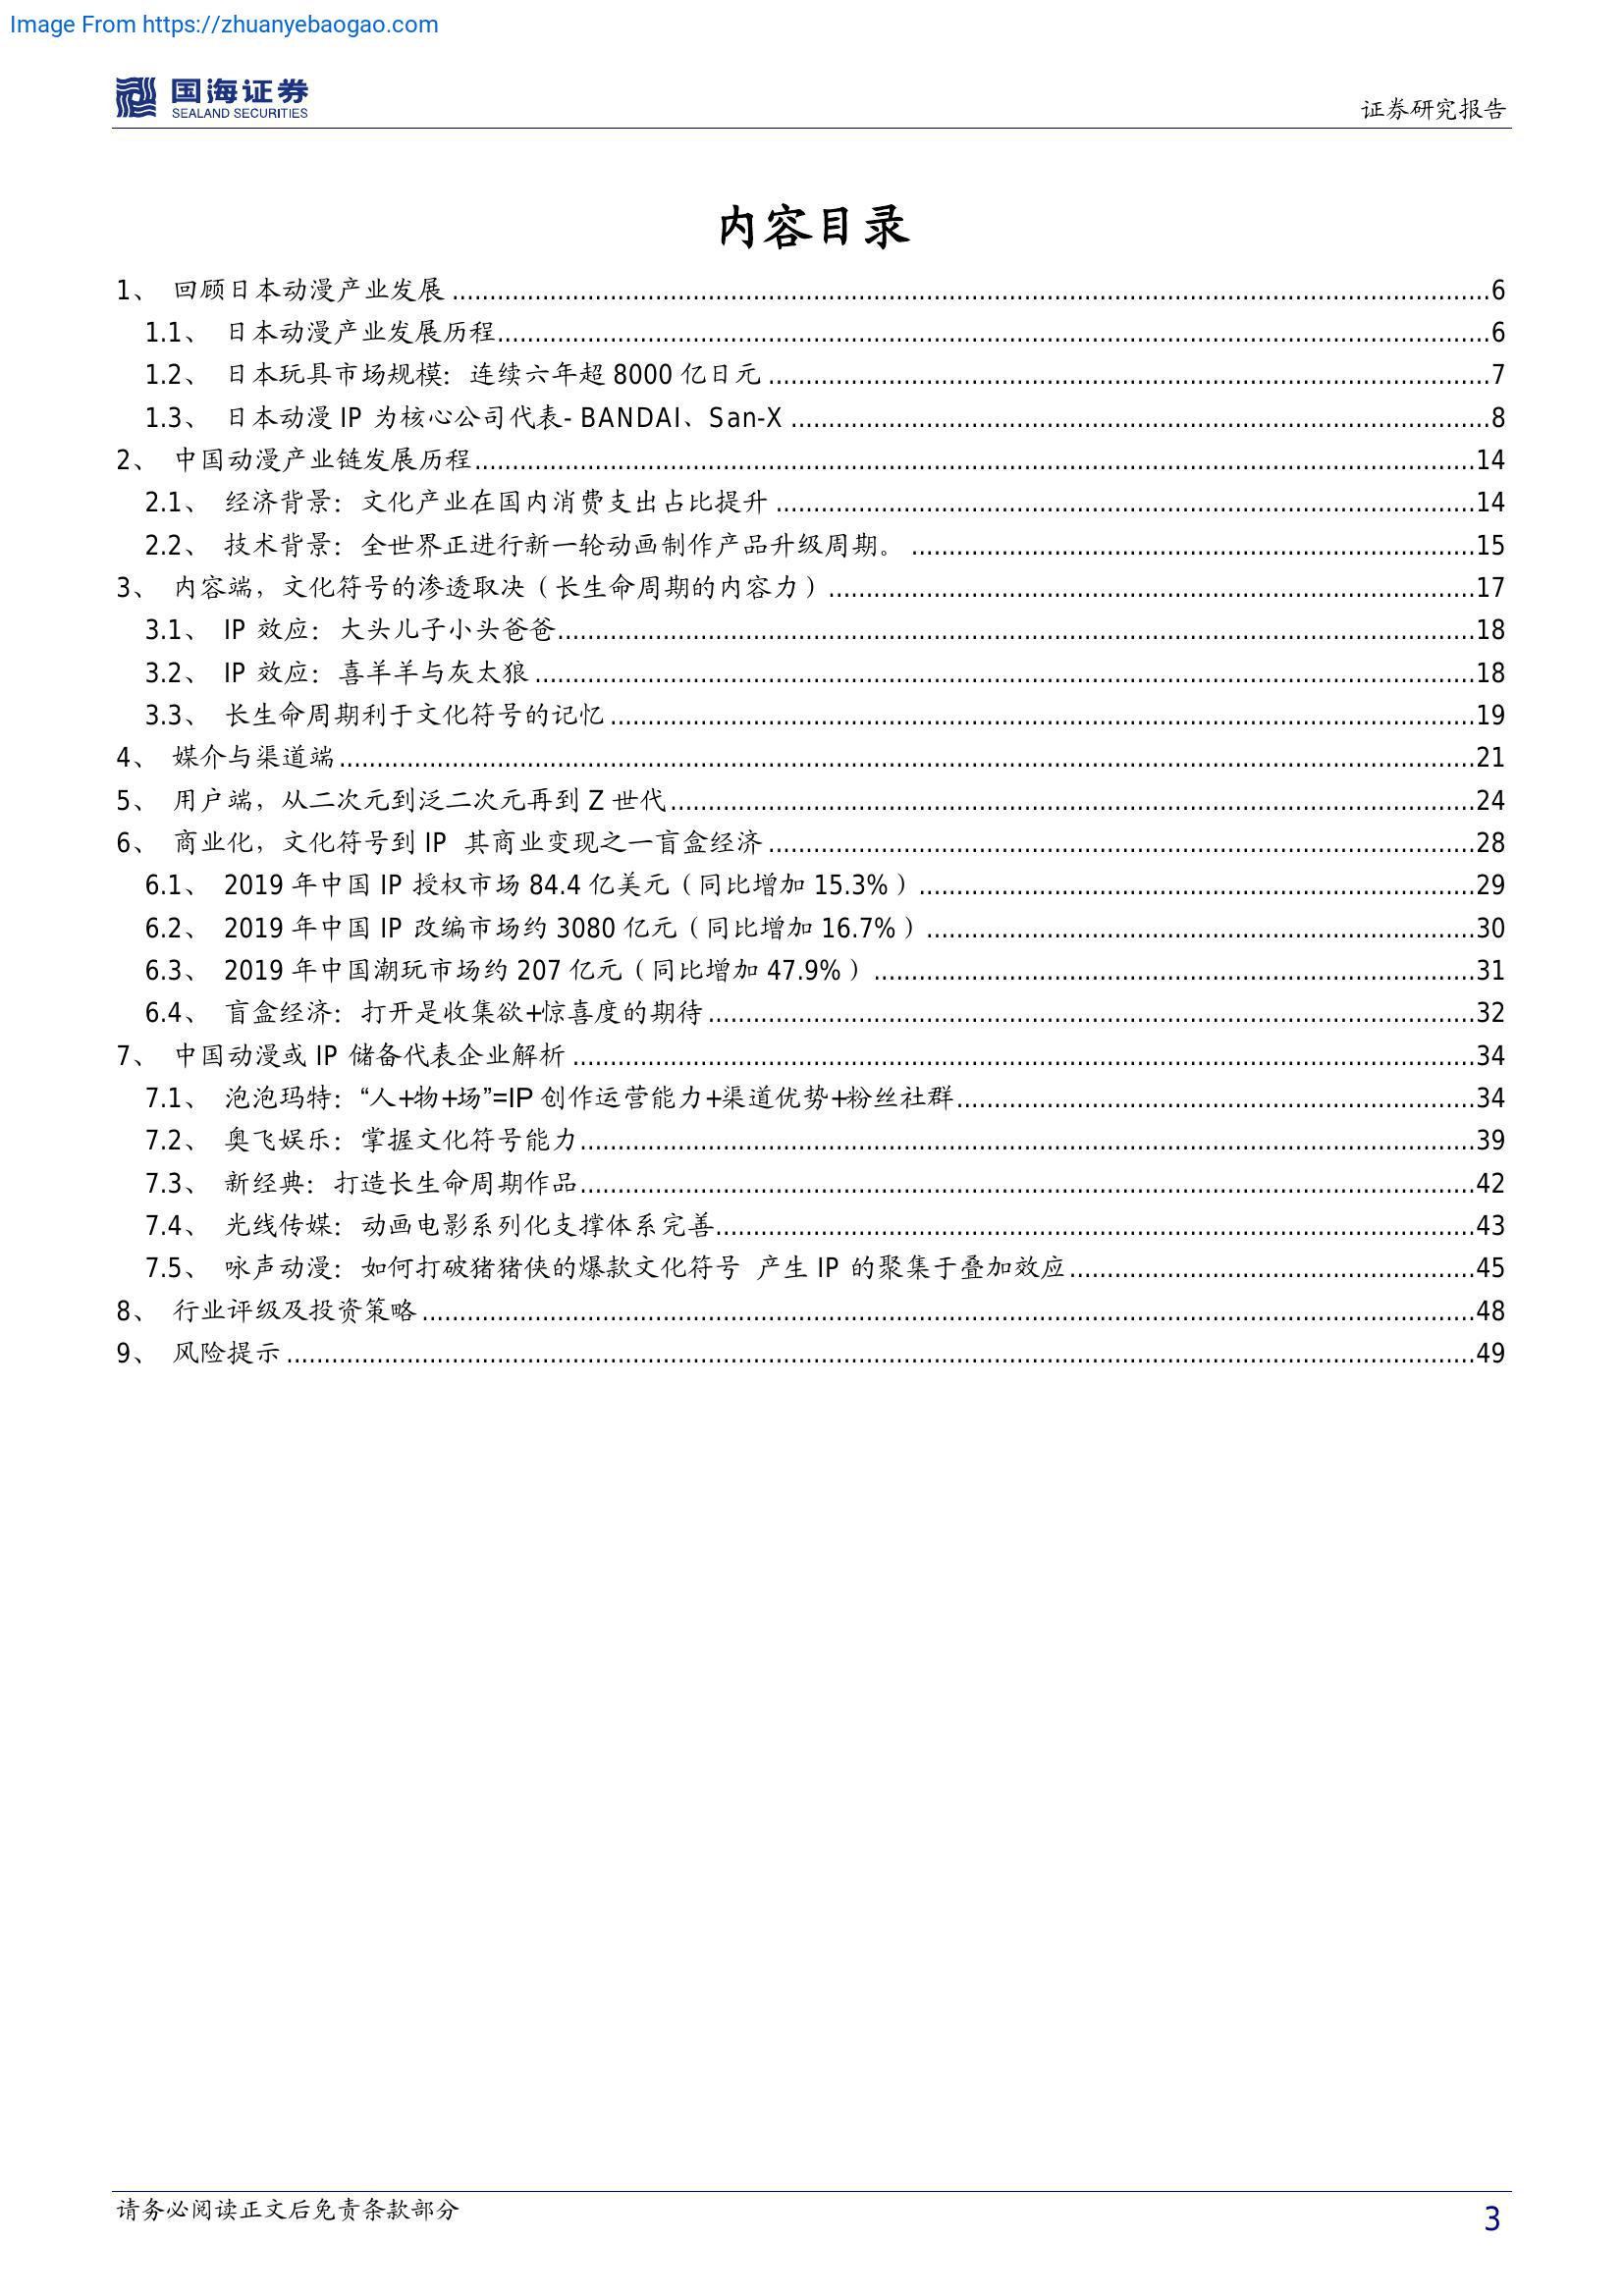 Image From https://zhuanyebaogao.com
国海证券
SEALAND SECURITIES
证券研究报告
内容目录
1、 回顾日本动漫产业发展 ........ 6
1.1、 日本动漫产业发展历程 ........ 6
1.2、 日本玩具市场规模：连续六年超 8000 亿日元 ........ 7
1.3、 日本动漫 IP 为核心公司代表- BANDAI、San-X ........ 8
2、 中国动漫产业链发展历程 ........ 14
2.1、 经济背景：文化产业在国内消费支出占比提升 ........ 14
2.2、 技术背景：全世界正进行新一轮动画制作产品升级周期。 ........ 15
3、 内容端，文化符号的渗透取决（长生命周期的内容力） ........ 17
3.1、 IP 效应：大头儿子小头爸爸 ........ 18
3.2、 IP 效应：喜羊羊与灰太狼 ........ 18
3.3、 长生命周期利于文化符号的记忆 ........ 19
4、 媒介与渠道端 ........ 21
5、 用户端，从二次元到泛二次元再到 Z 世代 ........ 24
6、 商业化，文化符号到 IP 其商业变现之一盲盒经济 ........ 28
6.1、 2019 年中国 IP 授权市场 84.4 亿美元（同比增加 15.3%） ........ 29
6.2、 2019 年中国 IP 改编市场约 3080 亿元（同比增加 16.7%） ........ 30
6.3、 2019 年中国潮玩市场约 207 亿元（同比增加 47.9%） ........ 31
6.4、 盲盒经济：打开是收集欲+惊喜度的期待 ........ 32
7、 中国动漫或 IP 储备代表企业解析 ........ 34
7.1、 泡泡玛特：“人+物+场”=IP 创作运营能力+渠道优势+粉丝社群 ........ 34
7.2、 奥飞娱乐：掌握文化符号能力 ........ 39
7.3、 新经典：打造长生命周期作品 ........ 42
7.4、 光线传媒：动画电影系列化支撑体系完善 ........ 43
7.5、 咏声动漫：如何打破猪猪侠的爆款文化符号 产生 IP 的聚集于叠加效应 ........ 45
8、 行业评级及投资策略 ........ 48
9、 风险提示 ........ 49
请务必阅读正文后免责条款部分
3